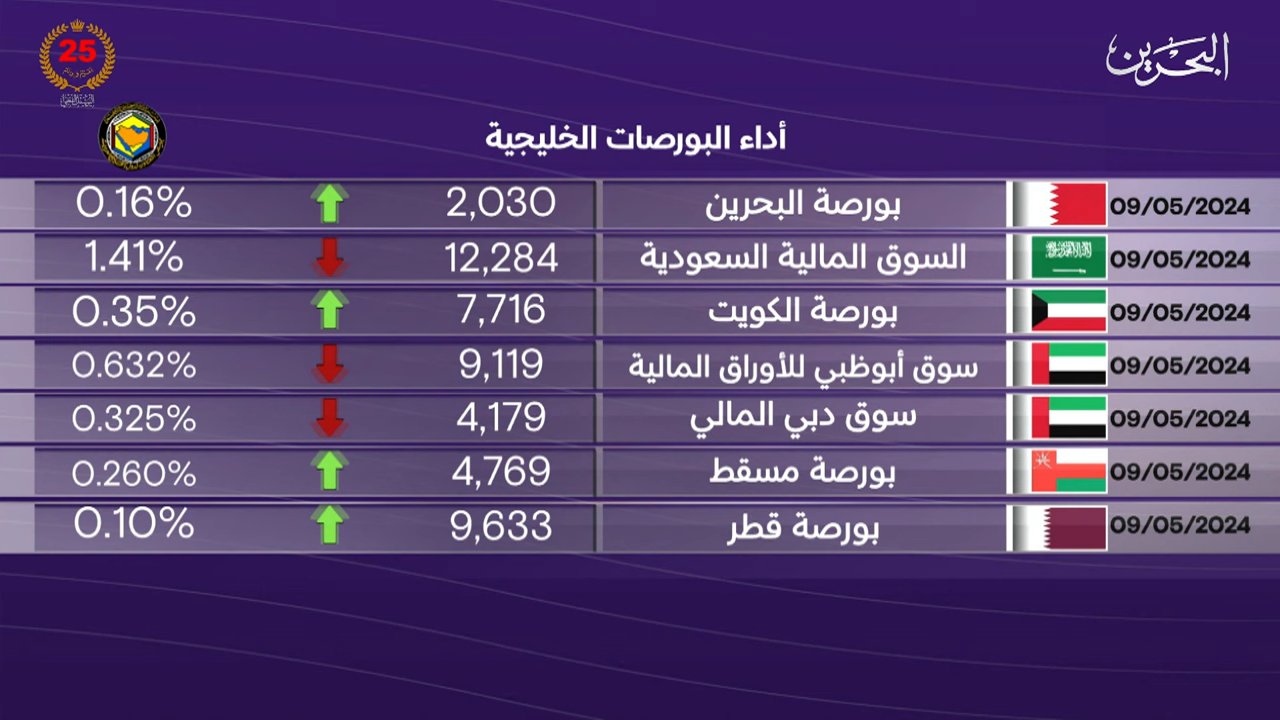 البحرين
25
أداء البورصات الخليجية
09/05/2024 بورصة البحرين 2,030 0.16%
09/05/2024 السوق المالية السعودية 12,284 1.41%
09/05/2024 بورصة الكويت 7,716 0.35%
09/05/2024 سوق أبوظبي للأوراق المالية 9,119 0.632%
09/05/2024 سوق دبي المالي 4,179 0.325%
09/05/2024 بورصة مسقط 4,769 0.260%
09/05/2024 بورصة قطر 9,633 0.10%